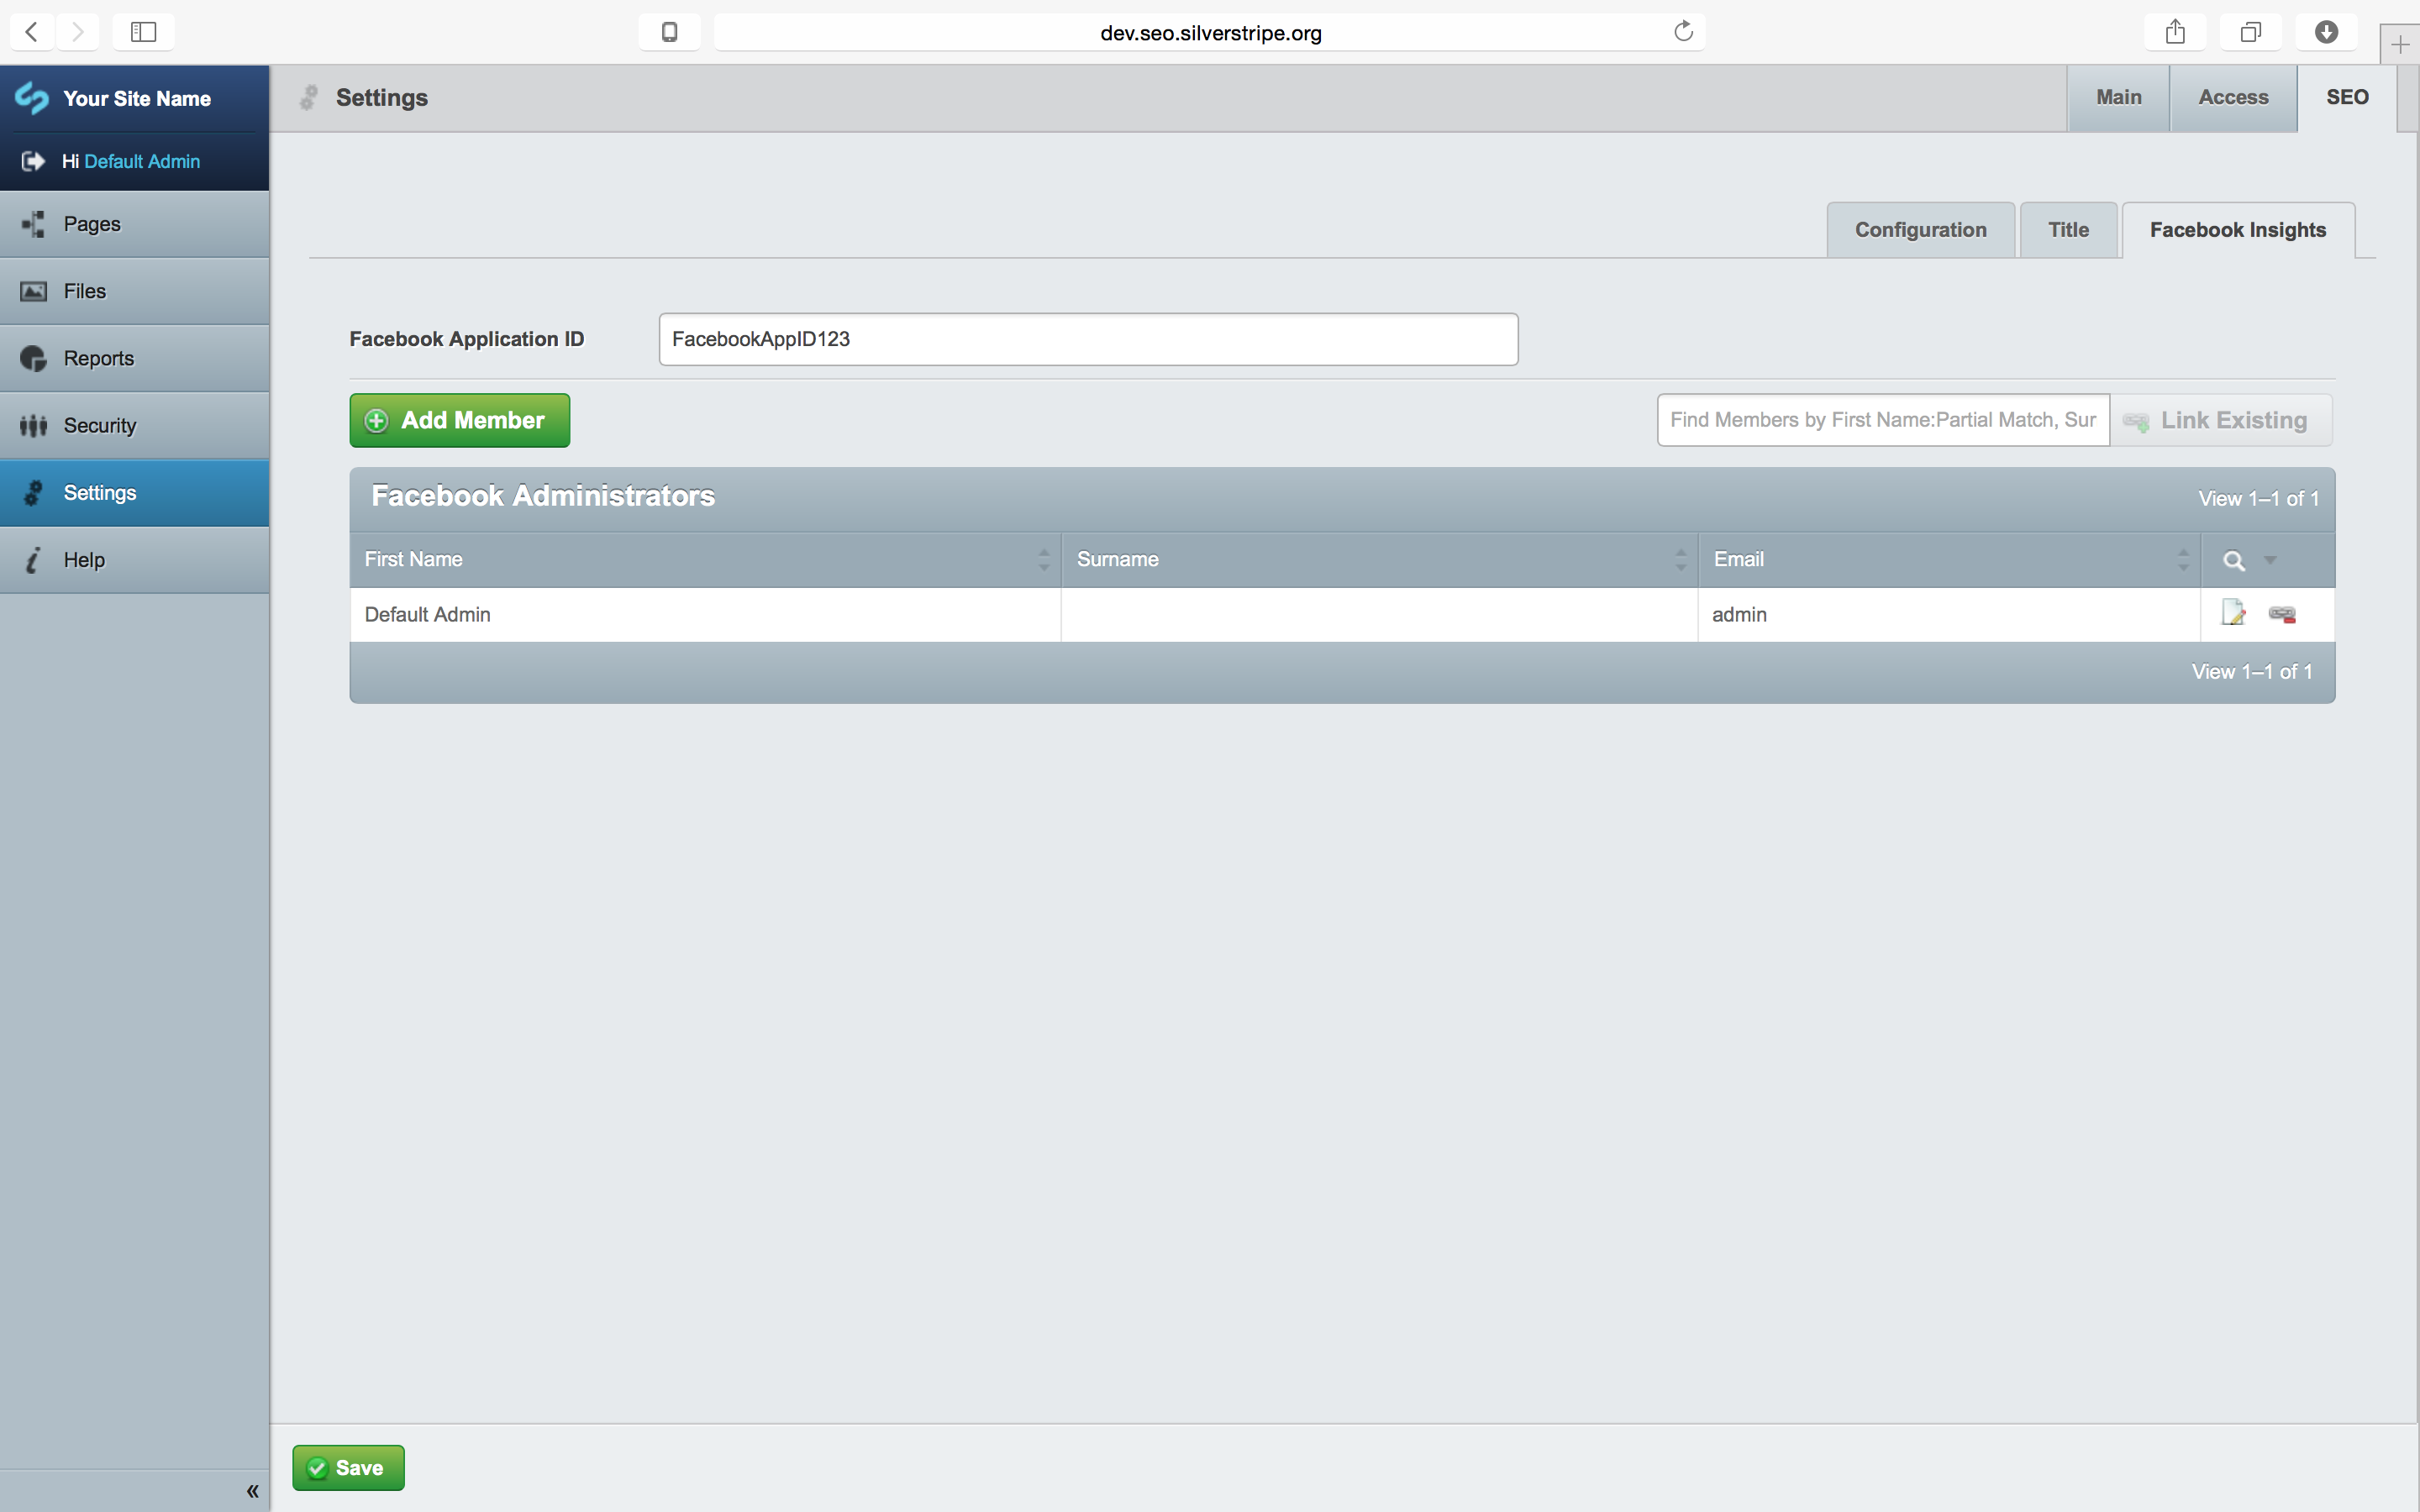 dev.seo.silverstripe.org
Your Site Name
Settings
Main
Access
SEO
Hi Default Admin
Pages
Files
Reports
Security
Settings
Help
Configuration
Title
Facebook Insights
Facebook Application ID
FacebookAppID123
Add Member
Find Members by First Name:Partial Match, Sur
Link Existing
Facebook Administrators
View 1–1 of 1
First Name
Surname
Email
Default Admin
admin
View 1–1 of 1
«
Save